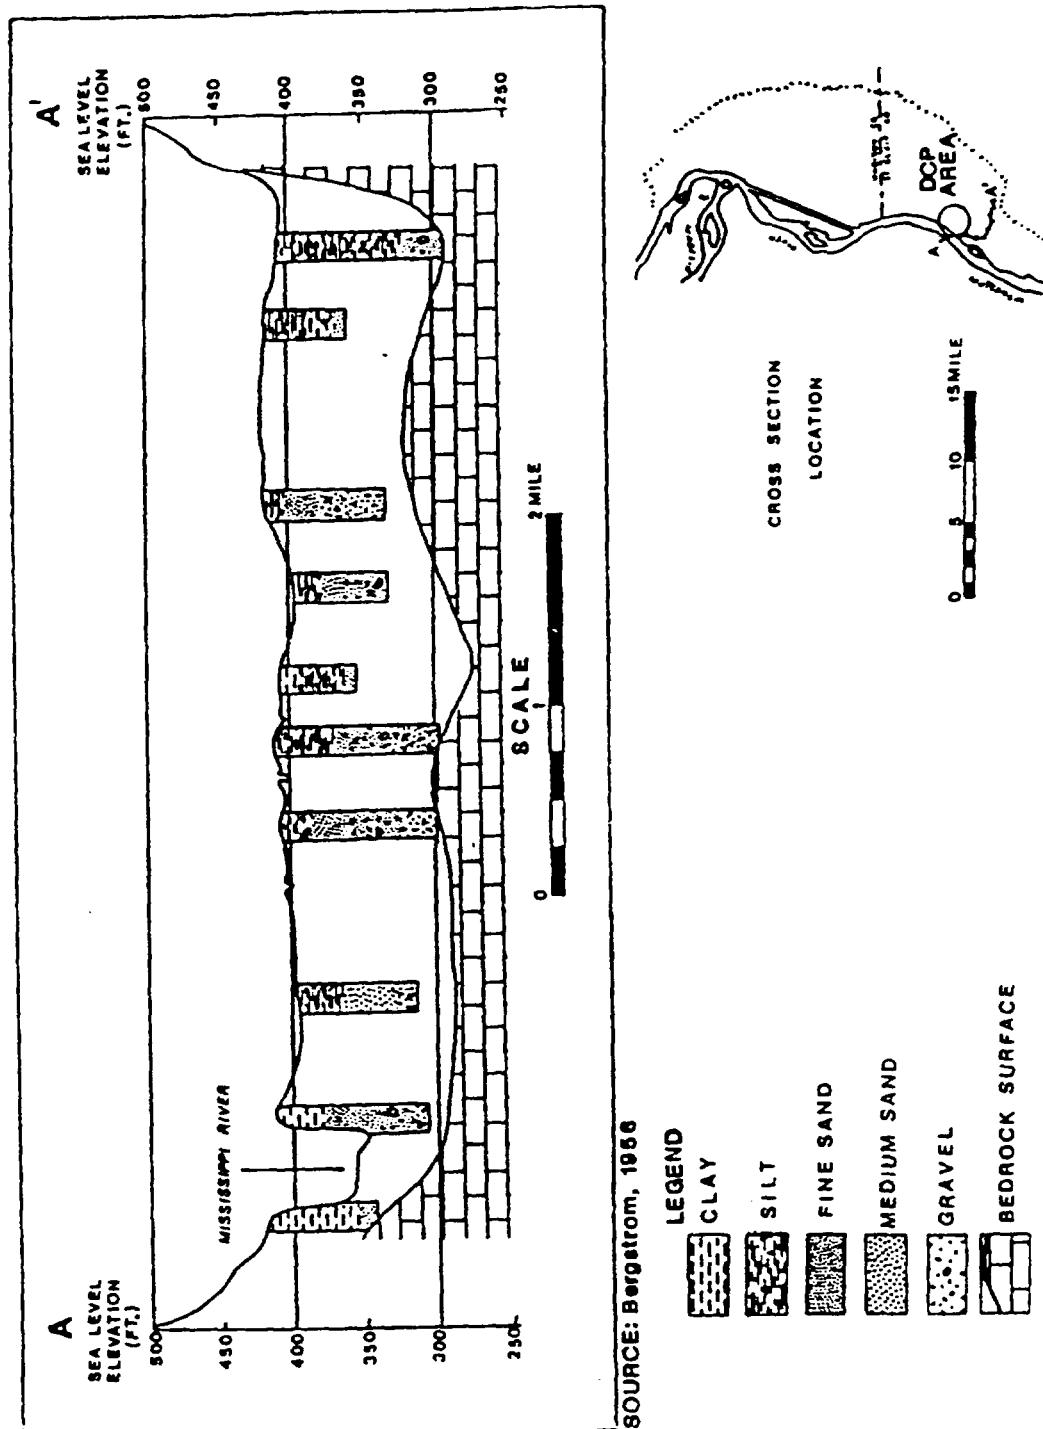 A
SEA LEVEL
ELEVATION
(FT.)
500
450
400
350
300
250
MISSISSIPPI RIVER
A'
SEA LEVEL
ELEVATION
(FT.)
500
450
400
350
300
250
SCALE
0 1 2 MILE
SOURCE: Bergstrom, 1956
LEGEND
CLAY
SILT
FINE SAND
MEDIUM SAND
GRAVEL
BEDROCK SURFACE
CROSS SECTION
LOCATION
0 5 10 15 MILE
DCP
AREA
A
A'